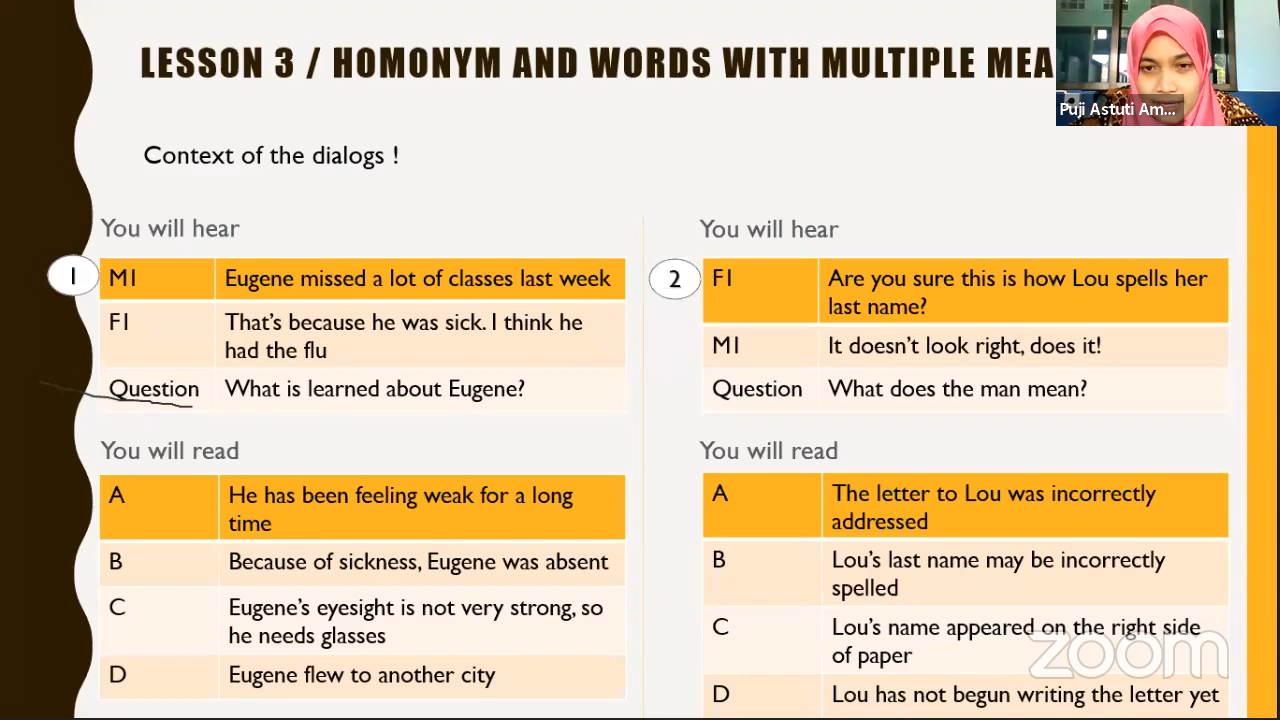 LESSON 3 / HOMONYM AND WORDS WITH MULTIPLE MEA
Puji Astuti Am...
Context of the dialogs !
You will hear
1
M1 Eugene missed a lot of classes last week
F1 That's because he was sick. I think he
had the flu
Question What is learned about Eugene?
You will read
A He has been feeling weak for a long
time
B Because of sickness, Eugene was absent
C Eugene's eyesight is not very strong, so
he needs glasses
D Eugene flew to another city
You will hear
2
F1 Are you sure this is how Lou spells her
last name?
M1 It doesn't look right, does it!
Question What does the man mean?
You will read
A The letter to Lou was incorrectly
addressed
B Lou's last name may be incorrectly
spelled
C Lou's name appeared on the right side
of paper
D Lou has not begun writing the letter yet
zoom